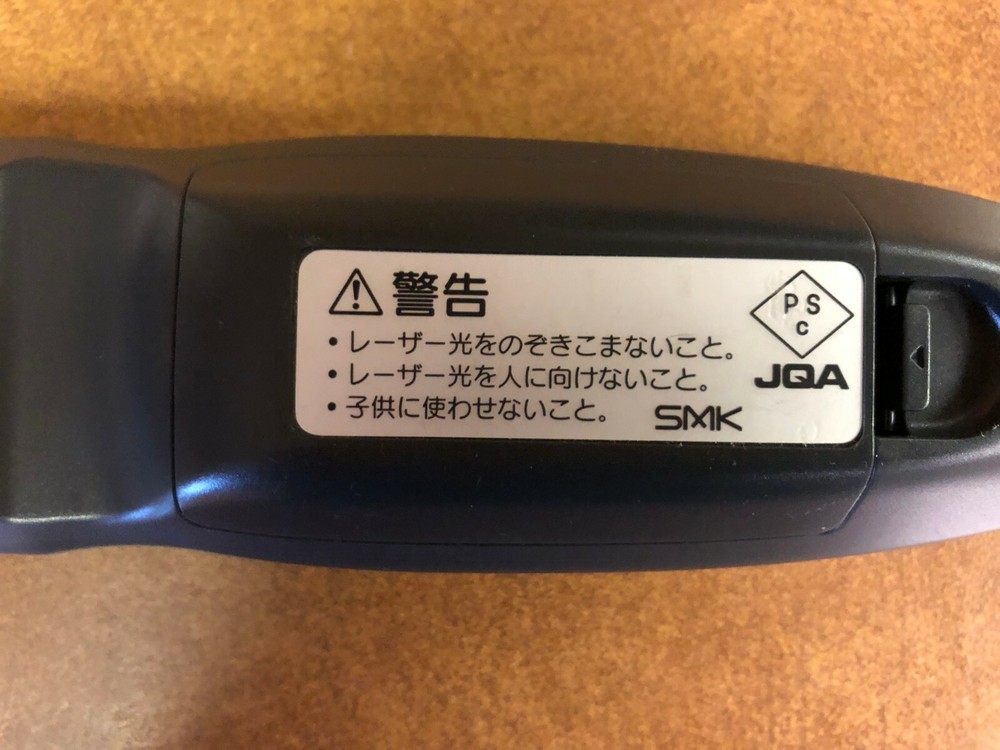 警告
・レーザー光をのぞきこまないこと。
・レーザー光を人に向けないこと。
・子供に使わせないこと。
PS
c
JQA
SMK